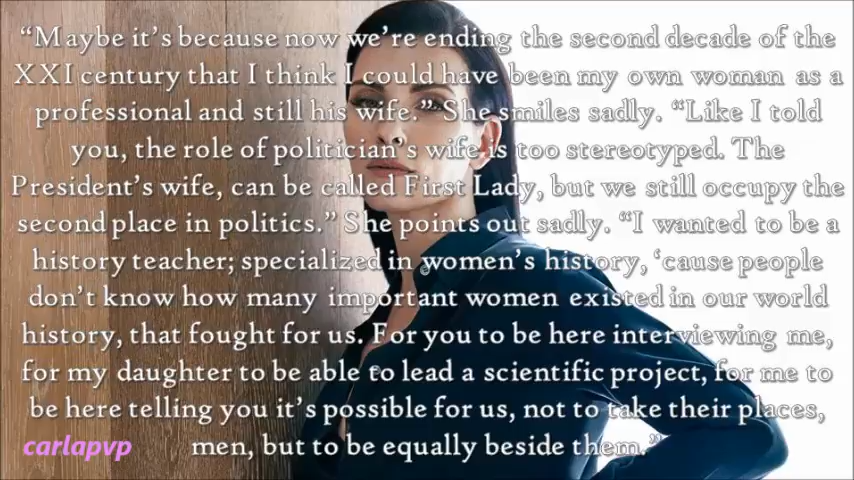 “Maybe it’s because now we’re ending the second decade of the
XXI century that I think I could have been my own woman as a
professional and still his wife.” She smiles sadly. “Like I told
you, the role of politician’s wife is too stereotyped. The
President’s wife, can be called First Lady, but we still occupy the
second place in politics.” She points out sadly. “I wanted to be a
history teacher; specialized in women’s history, ‘cause people
don’t know how many important women existed in our world
history, that fought for us. For you to be here interviewing me,
for my daughter to be able to lead a scientific project, for me to
be here telling you it’s possible for us, not to take their places,
men, but to be equally beside them.”
carlapvp